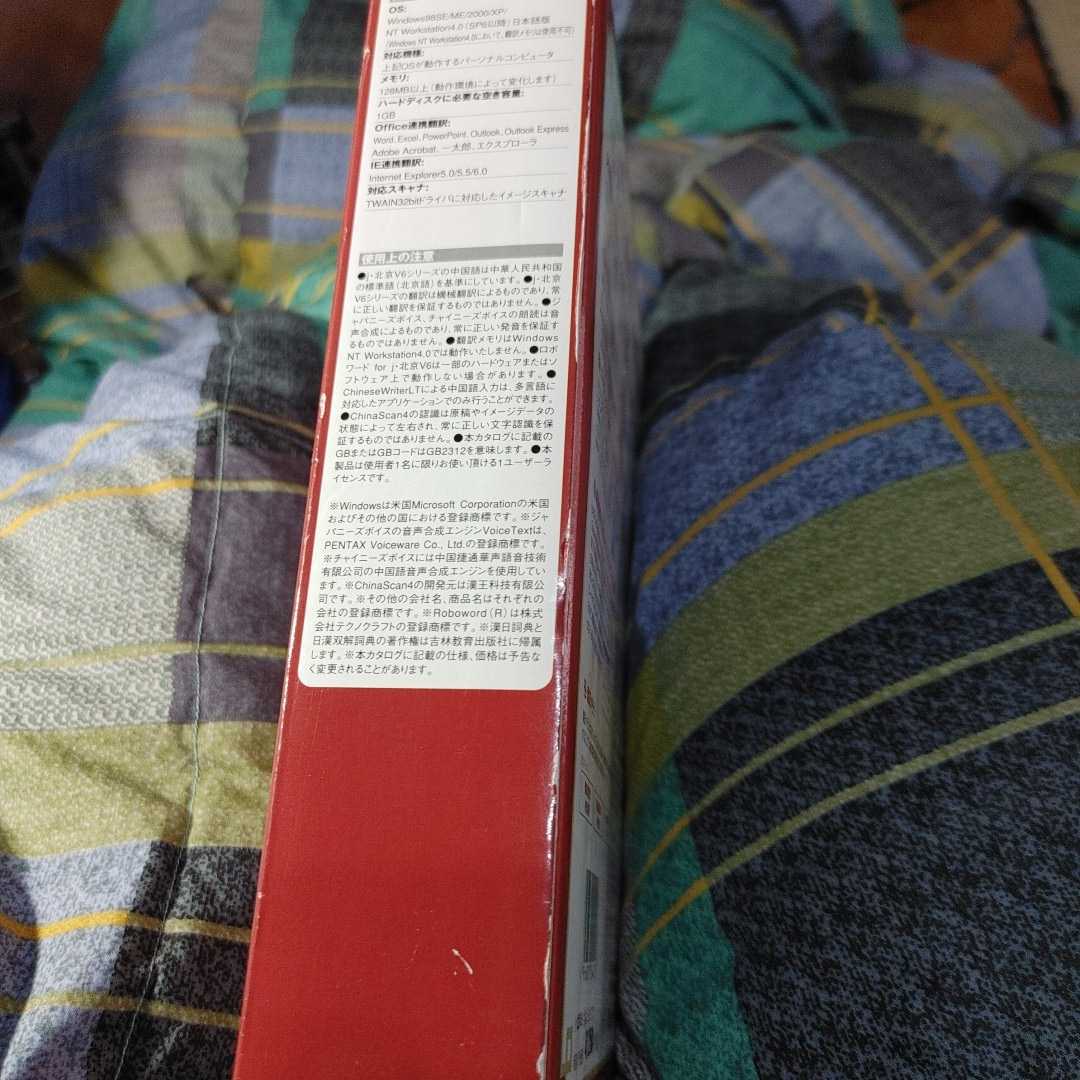 OS:
Windows98SE/ME/2000/XP/
NT Workstation4.0（SP6以降）日本語版
（Windows NT Workstation4.0において、翻訳メモリは使用不可）
対応機種:
上記OSが動作するパーソナルコンピュータ
メモリ:
128MB以上（動作環境によって変化します）
ハードディスクに必要な空き容量:
1GB
Office連携翻訳:
Word、Excel、PowerPoint、Outlook、Outlook Express
Adobe Acrobat、一太郎、エクスプローラ
IE連携翻訳:
Internet Explorer5.0/5.5/6.0
対応スキャナ:
TWAIN32bitドライバに対応したイメージスキャナ
使用上の注意
●j・北京V6シリーズの中国語は中華人民共和国
の標準語（北京語）を基準にしています。●j・北京
V6シリーズの翻訳は機械翻訳によるものであり、常
に正しい翻訳を保証するものではありません。●ジ
ャパニーズボイス、チャイニーズボイスの朗読は音
声合成によるものであり、常に正しい発音を保証す
るものではありません。●翻訳メモリはWindows
NT Workstation4.0では動作いたしません。●ロボ
ワード for j・北京V6は一部のハードウェアまたはソ
フトウェア上で動作しない場合があります。●
ChineseWriterLTによる中国語入力は、多言語に
対応したアプリケーションでのみ行うことができます。
●ChinaScan4の認識は原稿やイメージデータの
状態によって左右され、常に正しい文字認識を保
証するものではありません。●本カタログに記載の
GBまたはGBコードはGB2312を意味します。●本
製品は使用者1名に限りお使い頂ける1ユーザーラ
イセンスです。
※Windowsは米国Microsoft Corporationの米国
およびその他の国における登録商標です。※ジャ
パニーズボイスの音声合成エンジンVoiceTextは、
PENTAX Voiceware Co., Ltd.の登録商標です。
※チャイニーズボイスには中国捷通華声語音技術
有限公司の中国語音声合成エンジンを使用してい
ます。※ChinaScan4の開発元は漢王科技有限公
司です。※その他の会社名、商品名はそれぞれの
会社の登録商標です。※Roboword（R）は株式
会社テクノクラフトの登録商標です。※漢日詞典と
日漢双解詞典の著作権は吉林教育出版社に帰属
します。※本カタログに記載の仕様、価格は予告な
く変更されることがあります。